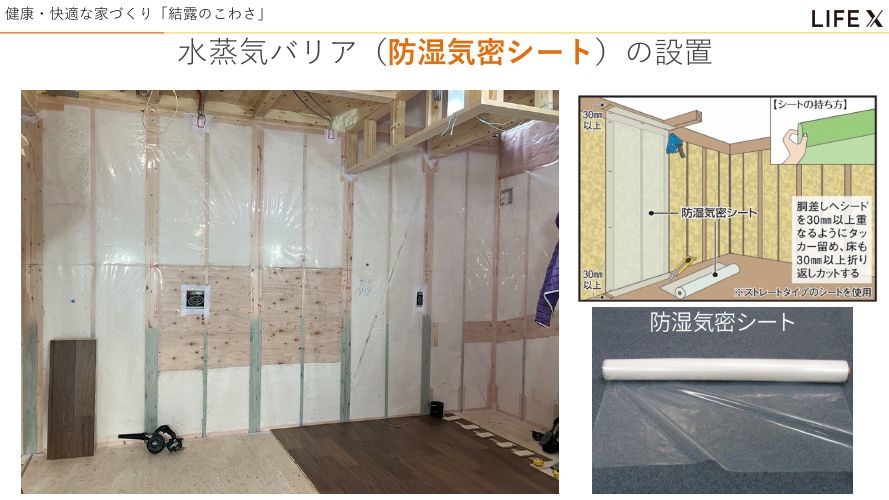 健康・快適な家づくり「結露のこわさ」
LIFE X
水蒸気バリア（防湿気密シート）の設置
【シートの持ち方】
30㎜
以上
防湿気密シート
胴差しへシート
を30㎜以上重
なるようにタッ
カー留め、床も
30㎜以上折り
返しカットする
30㎜
以上
※ストレートタイプのシートを使用
防湿気密シート